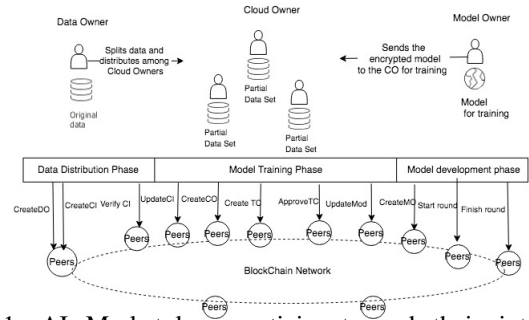 Data Owner
Cloud Owner
Model Owner
Splits data and
distributes among
Cloud Owners
Partial
Data Set
Sends the
encrypted model
to the CO for training
Original
data
Partial
Data Set
Partial
Data Set
Model
for training
Data Distribution Phase
Model Training Phase
Model development phase
CreateDO
CreateCI
Verify CI
UpdateCI
CreateCO
Create TC
ApproveTC
UpdateMod
CreateMO
Start round
Finish round
Peers
Peers
Peers
Peers
Peers
Peers
Peers
Peers
Peers
Peers
BlockChain Network
Peers
Peers